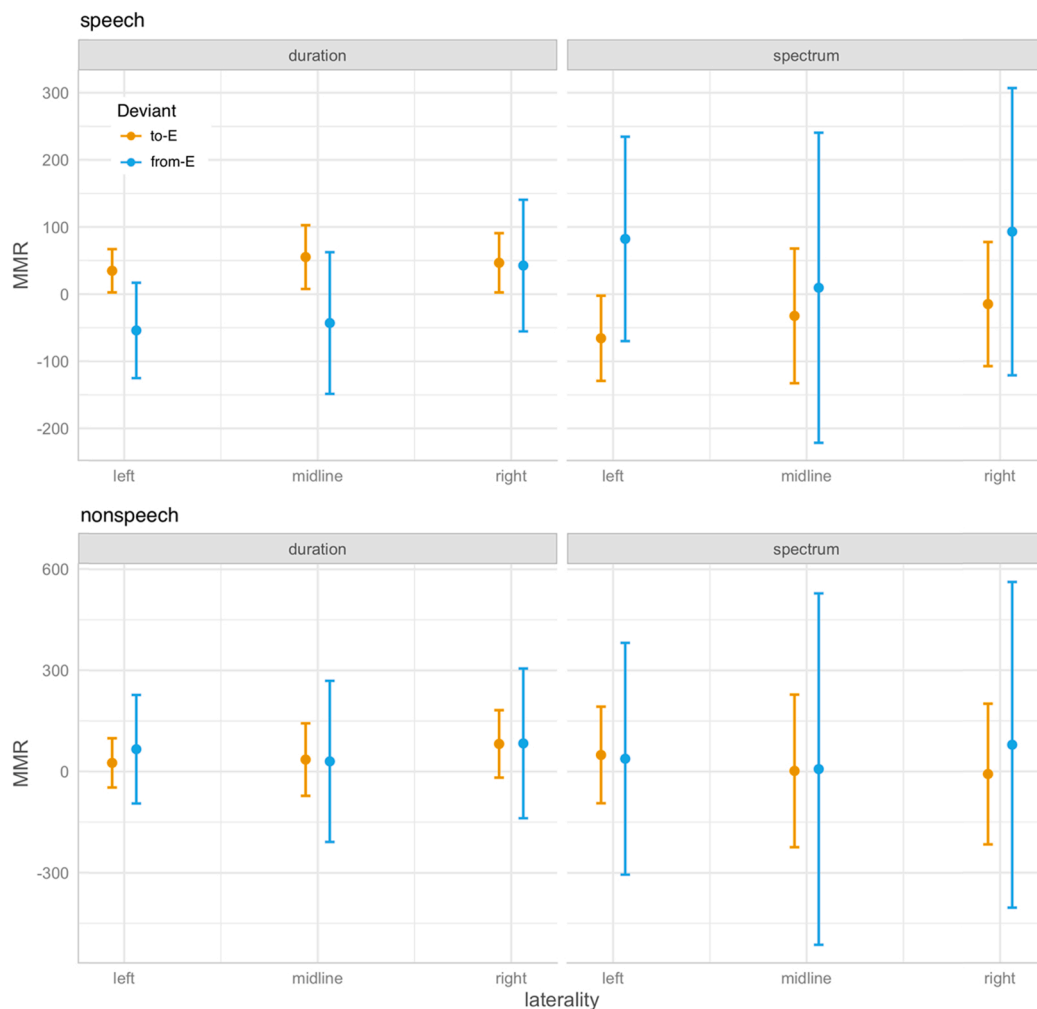 speech
duration spectrum
Deviant
to-E
from-E
MMR
300
200
100
0
-100
-200
left midline right left midline right
nonspeech
duration spectrum
MMR
600
300
0
-300
left midline right left midline right
laterality